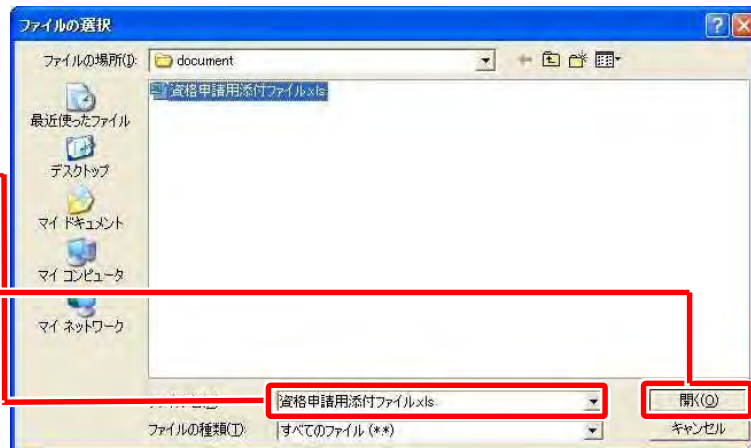 ファイルの選択
ファイルの場所(I):
document
資格申請用添付ファイル.xls
最近使ったファイル
デスクトップ
マイ ドキュメント
マイ コンピュータ
マイ ネットワーク
資格申請用添付ファイル.xls
開く(O)
ファイルの種類(T):
すべてのファイル (*.*)
キャンセル